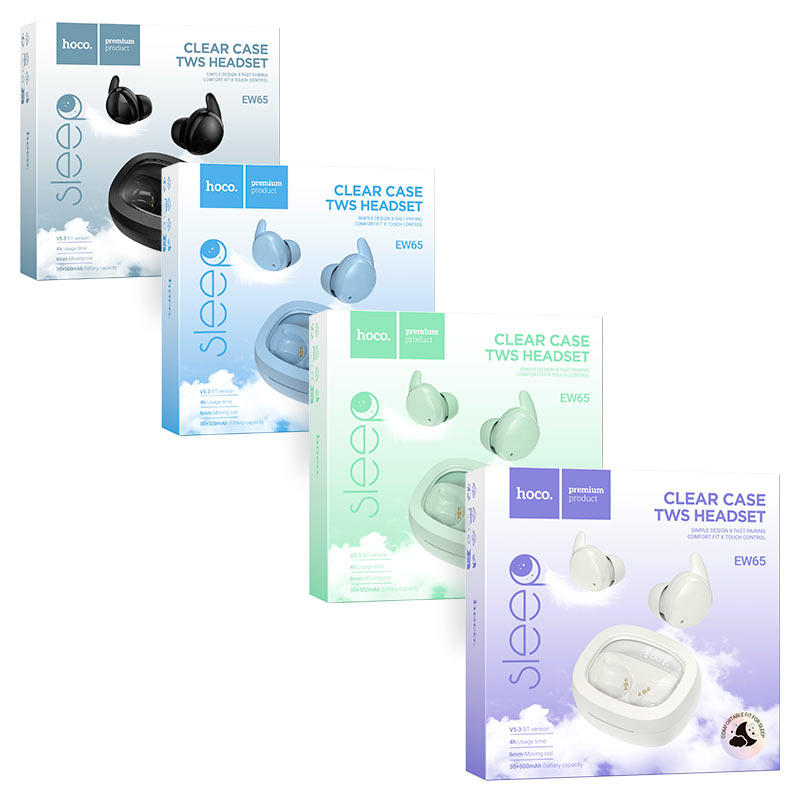 hoco.
premium
product
CLEAR CASE
TWS HEADSET
SIMPLE DESIGN X FAST PAIRING
COMFORT FIT X TOUCH CONTROL
EW65
sleep
V5.3 BT version
4h Usage time
6mm Moving coil
30+500mAh Battery capacity
hoco.
hoco.
premium
product
CLEAR CASE
TWS HEADSET
SIMPLE DESIGN X FAST PAIRING
COMFORT FIT X TOUCH CONTROL
EW65
sleep
V5.3 BT version
4h Usage time
6mm Moving coil
30+500mAh Battery capacity
hoco.
hoco.
premium
product
CLEAR CASE
TWS HEADSET
SIMPLE DESIGN X FAST PAIRING
COMFORT FIT X TOUCH CONTROL
EW65
sleep
V5.3 BT version
4h Usage time
6mm Moving coil
30+500mAh Battery capacity
hoco.
hoco.
premium
product
CLEAR CASE
TWS HEADSET
SIMPLE DESIGN X FAST PAIRING
COMFORT FIT X TOUCH CONTROL
EW65
sleep
V5.3 BT version
4h Usage time
6mm Moving coil
30+500mAh Battery capacity
COMFORTABLE FIT FOR SLEEP
hoco.